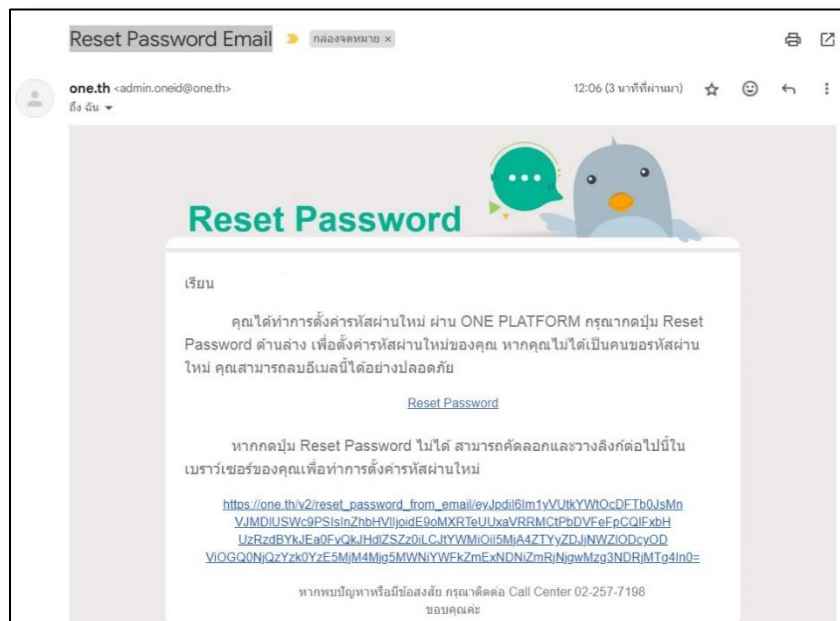 Reset Password Email
กล่องจดหมาย ×
one.th <admin.oneid@one.th>
12:06 (3 นาทีที่ผ่านมา)
ถึง ฉัน
Reset Password
เรียน
คุณได้ทำการตั้งค่ารหัสผ่านใหม่ ผ่าน ONE PLATFORM กรุณากดปุ่ม Reset
Password ด้านล่าง เพื่อตั้งค่ารหัสผ่านใหม่ของคุณ หากคุณไม่ได้เป็นคนขอรหัสผ่าน
ใหม่ คุณสามารถลบอีเมลนี้ได้อย่างปลอดภัย
Reset Password
หากกดปุ่ม Reset Password ไม่ได้ สามารถคัดลอกและวางลิงก์ต่อไปนี้ใน
เบราว์เซอร์ของคุณเพื่อทำการตั้งค่ารหัสผ่านใหม่
https://one.th/v2/reset_password_from_email/eyJpdiI6Im1yVUtkYWtOcDFTb0JsMn
VJMDlUSWc9PSIsInZhbHVlIjoidE9oMXRTeUUxaVRRMCtPbDVFeFpCQlFxbH
UzRzdBYkJEa0FvQkJHdlZSZz0iLCJtYWMiOiI5MjA4ZTYyZDJjNWZlODcyOD
ViOGQ0NjQzYzk0YzE5MjM4Mjg5MWNiYWFkZmExNDNiZmRjNjgwMzg3NDRjMTg4In0=
หากพบปัญหาหรือมีข้อสงสัย กรุณาติดต่อ Call Center 02-257-7198
ขอบคุณค่ะ